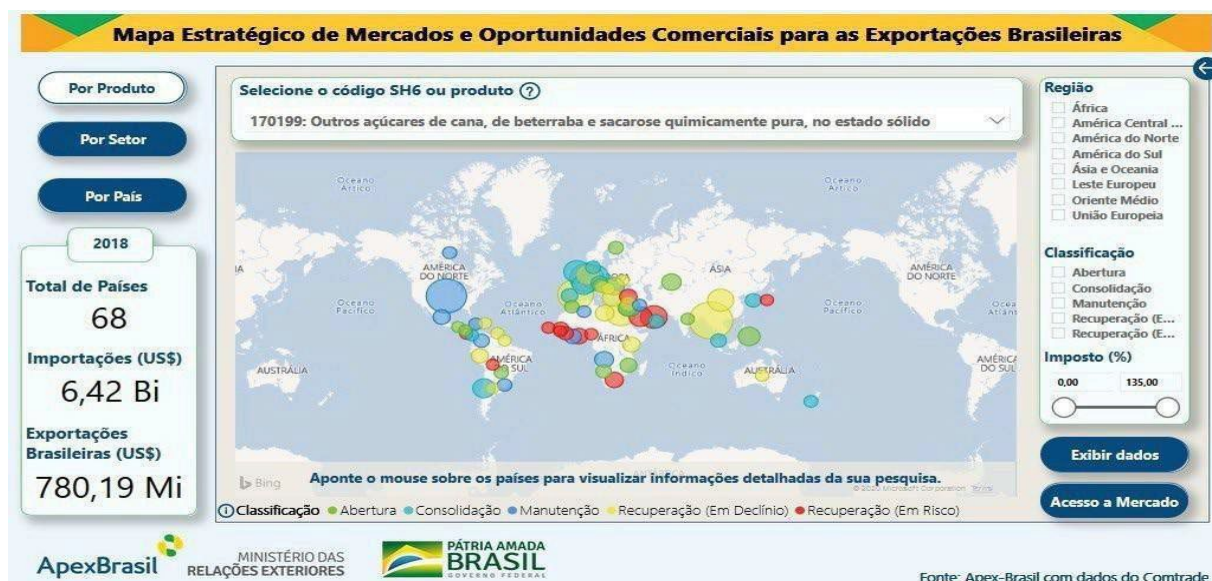 Mapa Estratégico de Mercados e Oportunidades Comerciais para as Exportações Brasileiras
Por Produto
Por Setor
Por País
2018
Total de Países
68
Importações (US$)
6,42 Bi
Exportações
Brasileiras (US$)
780,19 Mi
Selecione o código SH6 ou produto ?
170199: Outros açúcares de cana, de beterraba e sacarose quimicamente pura, no estado sólido
Oceano
Ártico
Oceano
Ártico
AMÉRICA
DO NORTE
ÁSIA
AMÉRICA
DO NORTE
Oceano
Pacífico
Oceano
Atlântico
Oceano
Pacífico
ÁFRICA
AUSTRÁLIA
AMÉRICA
DO SUL
Oceano
Índico
AUSTRÁLIA
AMÉRICA
DO SUL
Bing
Aponte o mouse sobre os países para visualizar informações detalhadas da sua pesquisa.
© 2020 Microsoft Corporation Terms
Classificação Abertura Consolidação Manutenção Recuperação (Em Declínio) Recuperação (Em Risco)
Região
África
América Central ...
América do Norte
América do Sul
Ásia e Oceania
Leste Europeu
Oriente Médio
União Europeia
Classificação
Abertura
Consolidação
Manutenção
Recuperação (E...
Recuperação (E...
Imposto (%)
0,00 135,00
Exibir dados
Acesso a Mercado
ApexBrasil
MINISTÉRIO DAS
RELAÇÕES EXTERIORES
PÁTRIA AMADA
BRASIL
GOVERNO FEDERAL
Fonte: Apex-Brasil com dados do Comtrade